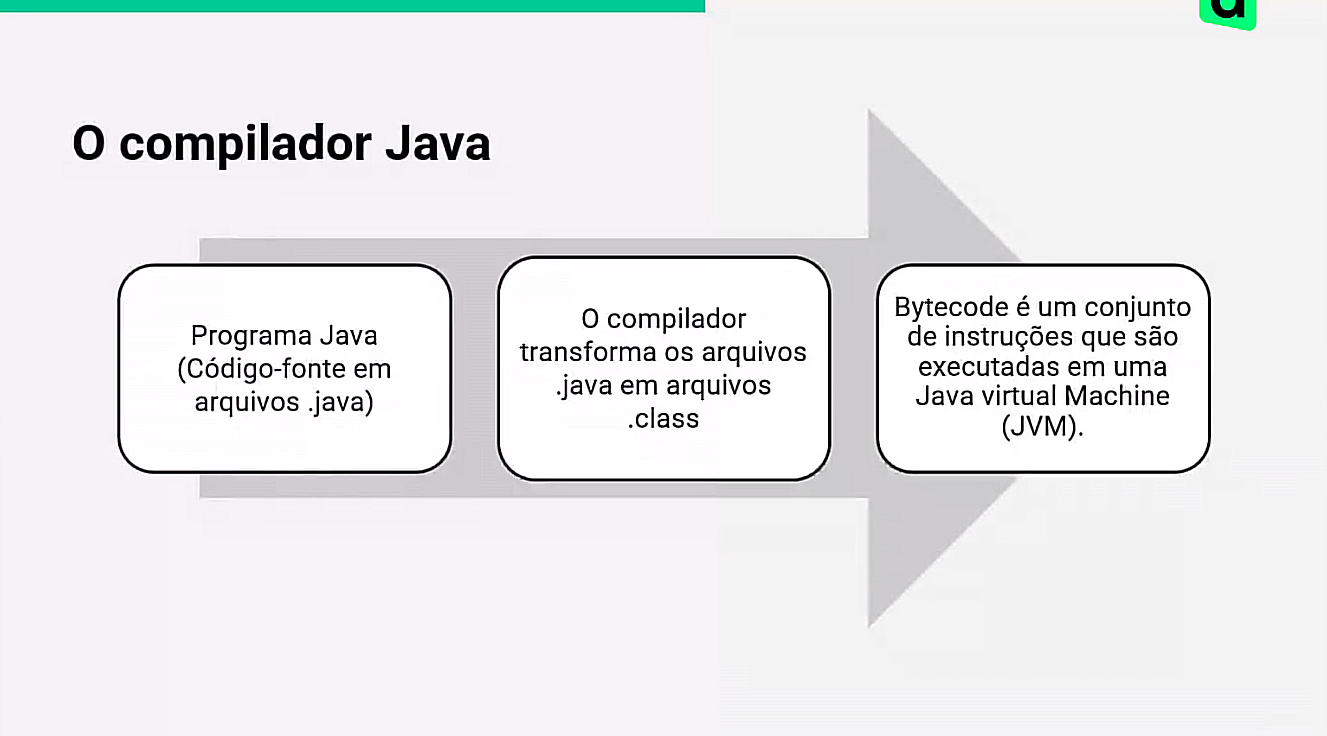 O compilador Java
Programa Java
(Código-fonte em
arquivos .java)
O compilador
transforma os arquivos
.java em arquivos
.class
Bytecode é um conjunto
de instruções que são
executadas em uma
Java virtual Machine
(JVM).